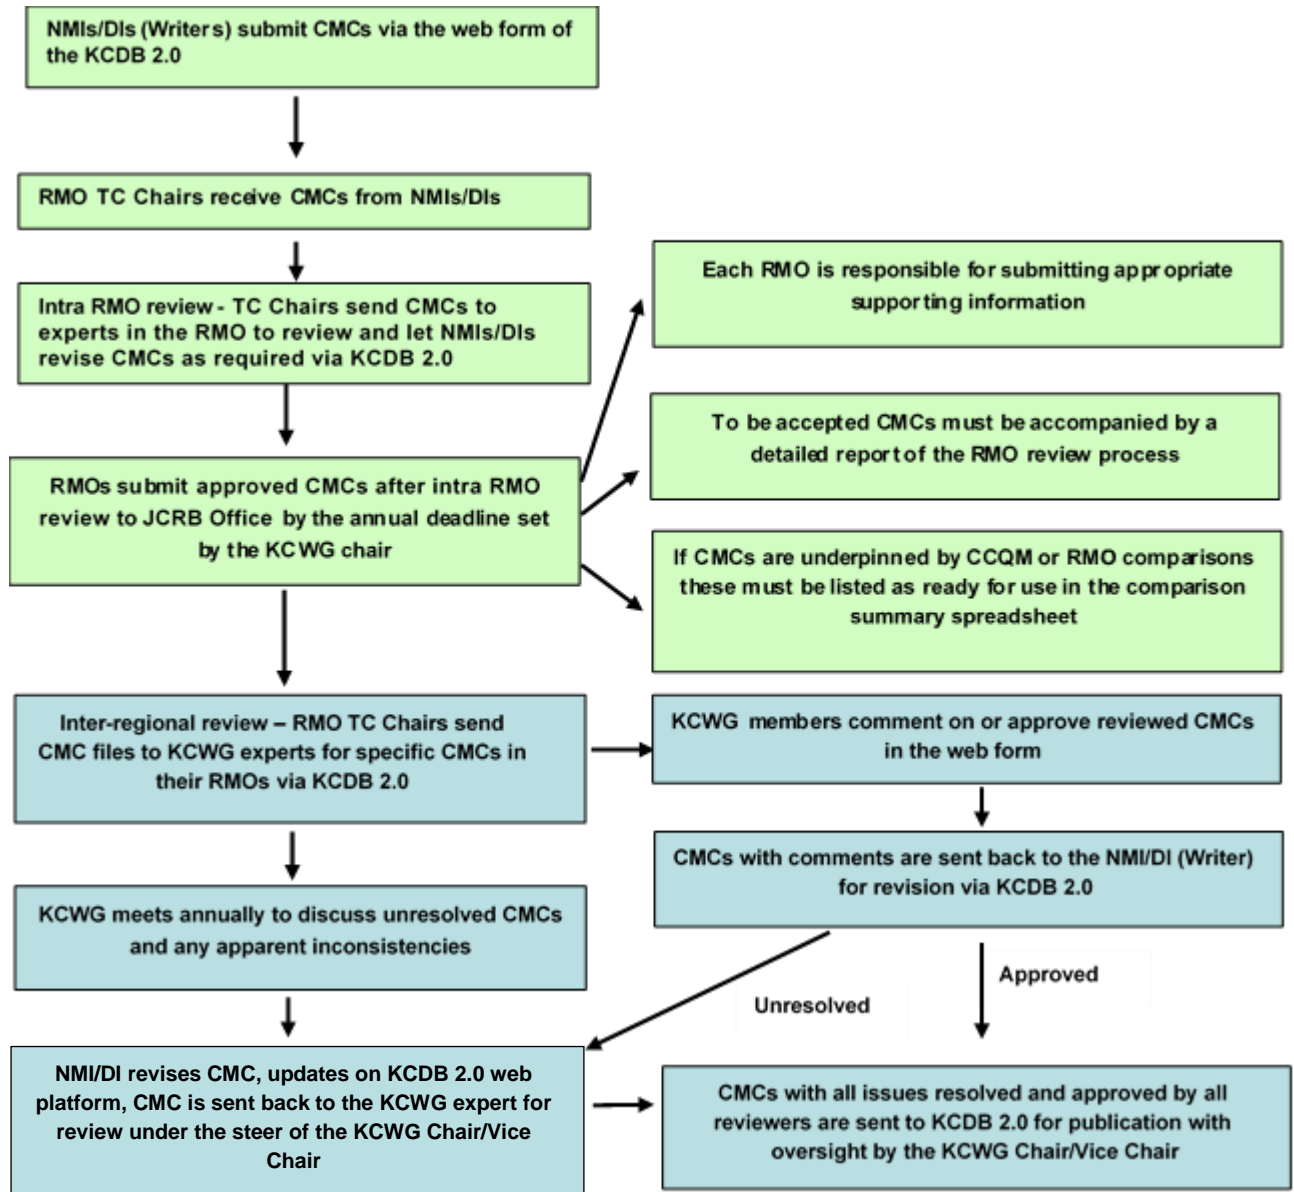 NMIs/DIs (Writers) submit CMCs via the web form of
the KCDB 2.0
RMO TC Chairs receive CMCs from NMIs/DIs
Intra RMO review - TC Chairs send CMCs to
experts in the RMO to review and let NMIs/DIs
revise CMCs as required via KCDB 2.0
Each RMO is responsible for submitting appropriate
supporting information
To be accepted CMCs must be accompanied by a
detailed report of the RMO review process
RMOs submit approved CMCs after intra RMO
review to JCRB Office by the annual deadline set
by the KCWG chair
If CMCs are underpinned by CCQM or RMO comparisons
these must be listed as ready for use in the comparison
summary spreadsheet
Inter-regional review – RMO TC Chairs send
CMC files to KCWG experts for specific CMCs in
their RMOs via KCDB 2.0
KCWG members comment on or approve reviewed CMCs
in the web form
CMCs with comments are sent back to the NMI/DI (Writer)
for revision via KCDB 2.0
KCWG meets annually to discuss unresolved CMCs
and any apparent inconsistencies
Approved
Unresolved
NMI/DI revises CMC, updates on KCDB 2.0 web
platform, CMC is sent back to the KCWG expert for
review under the steer of the KCWG Chair/Vice
Chair
CMCs with all issues resolved and approved by all
reviewers are sent to KCDB 2.0 for publication with
oversight by the KCWG Chair/Vice Chair